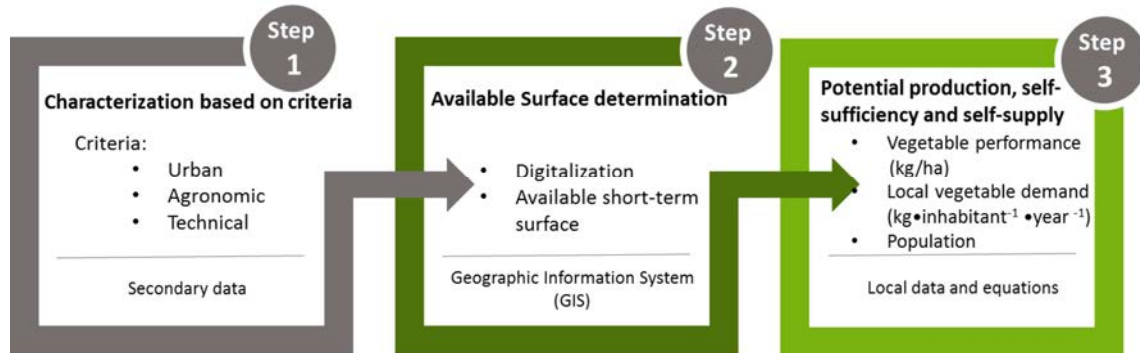 Step
1
Characterization based on criteria
Criteria:
• Urban
• Agronomic
• Technical
Secondary data
Step
2
Available Surface determination
• Digitalization
• Available short-term
surface
Geographic Information System
(GIS)
Step
3
Potential production, self-
sufficiency and self-supply
• Vegetable performance
(kg/ha)
• Local vegetable demand
(kg•inhabitant⁻¹ •year ⁻¹)
• Population
Local data and equations